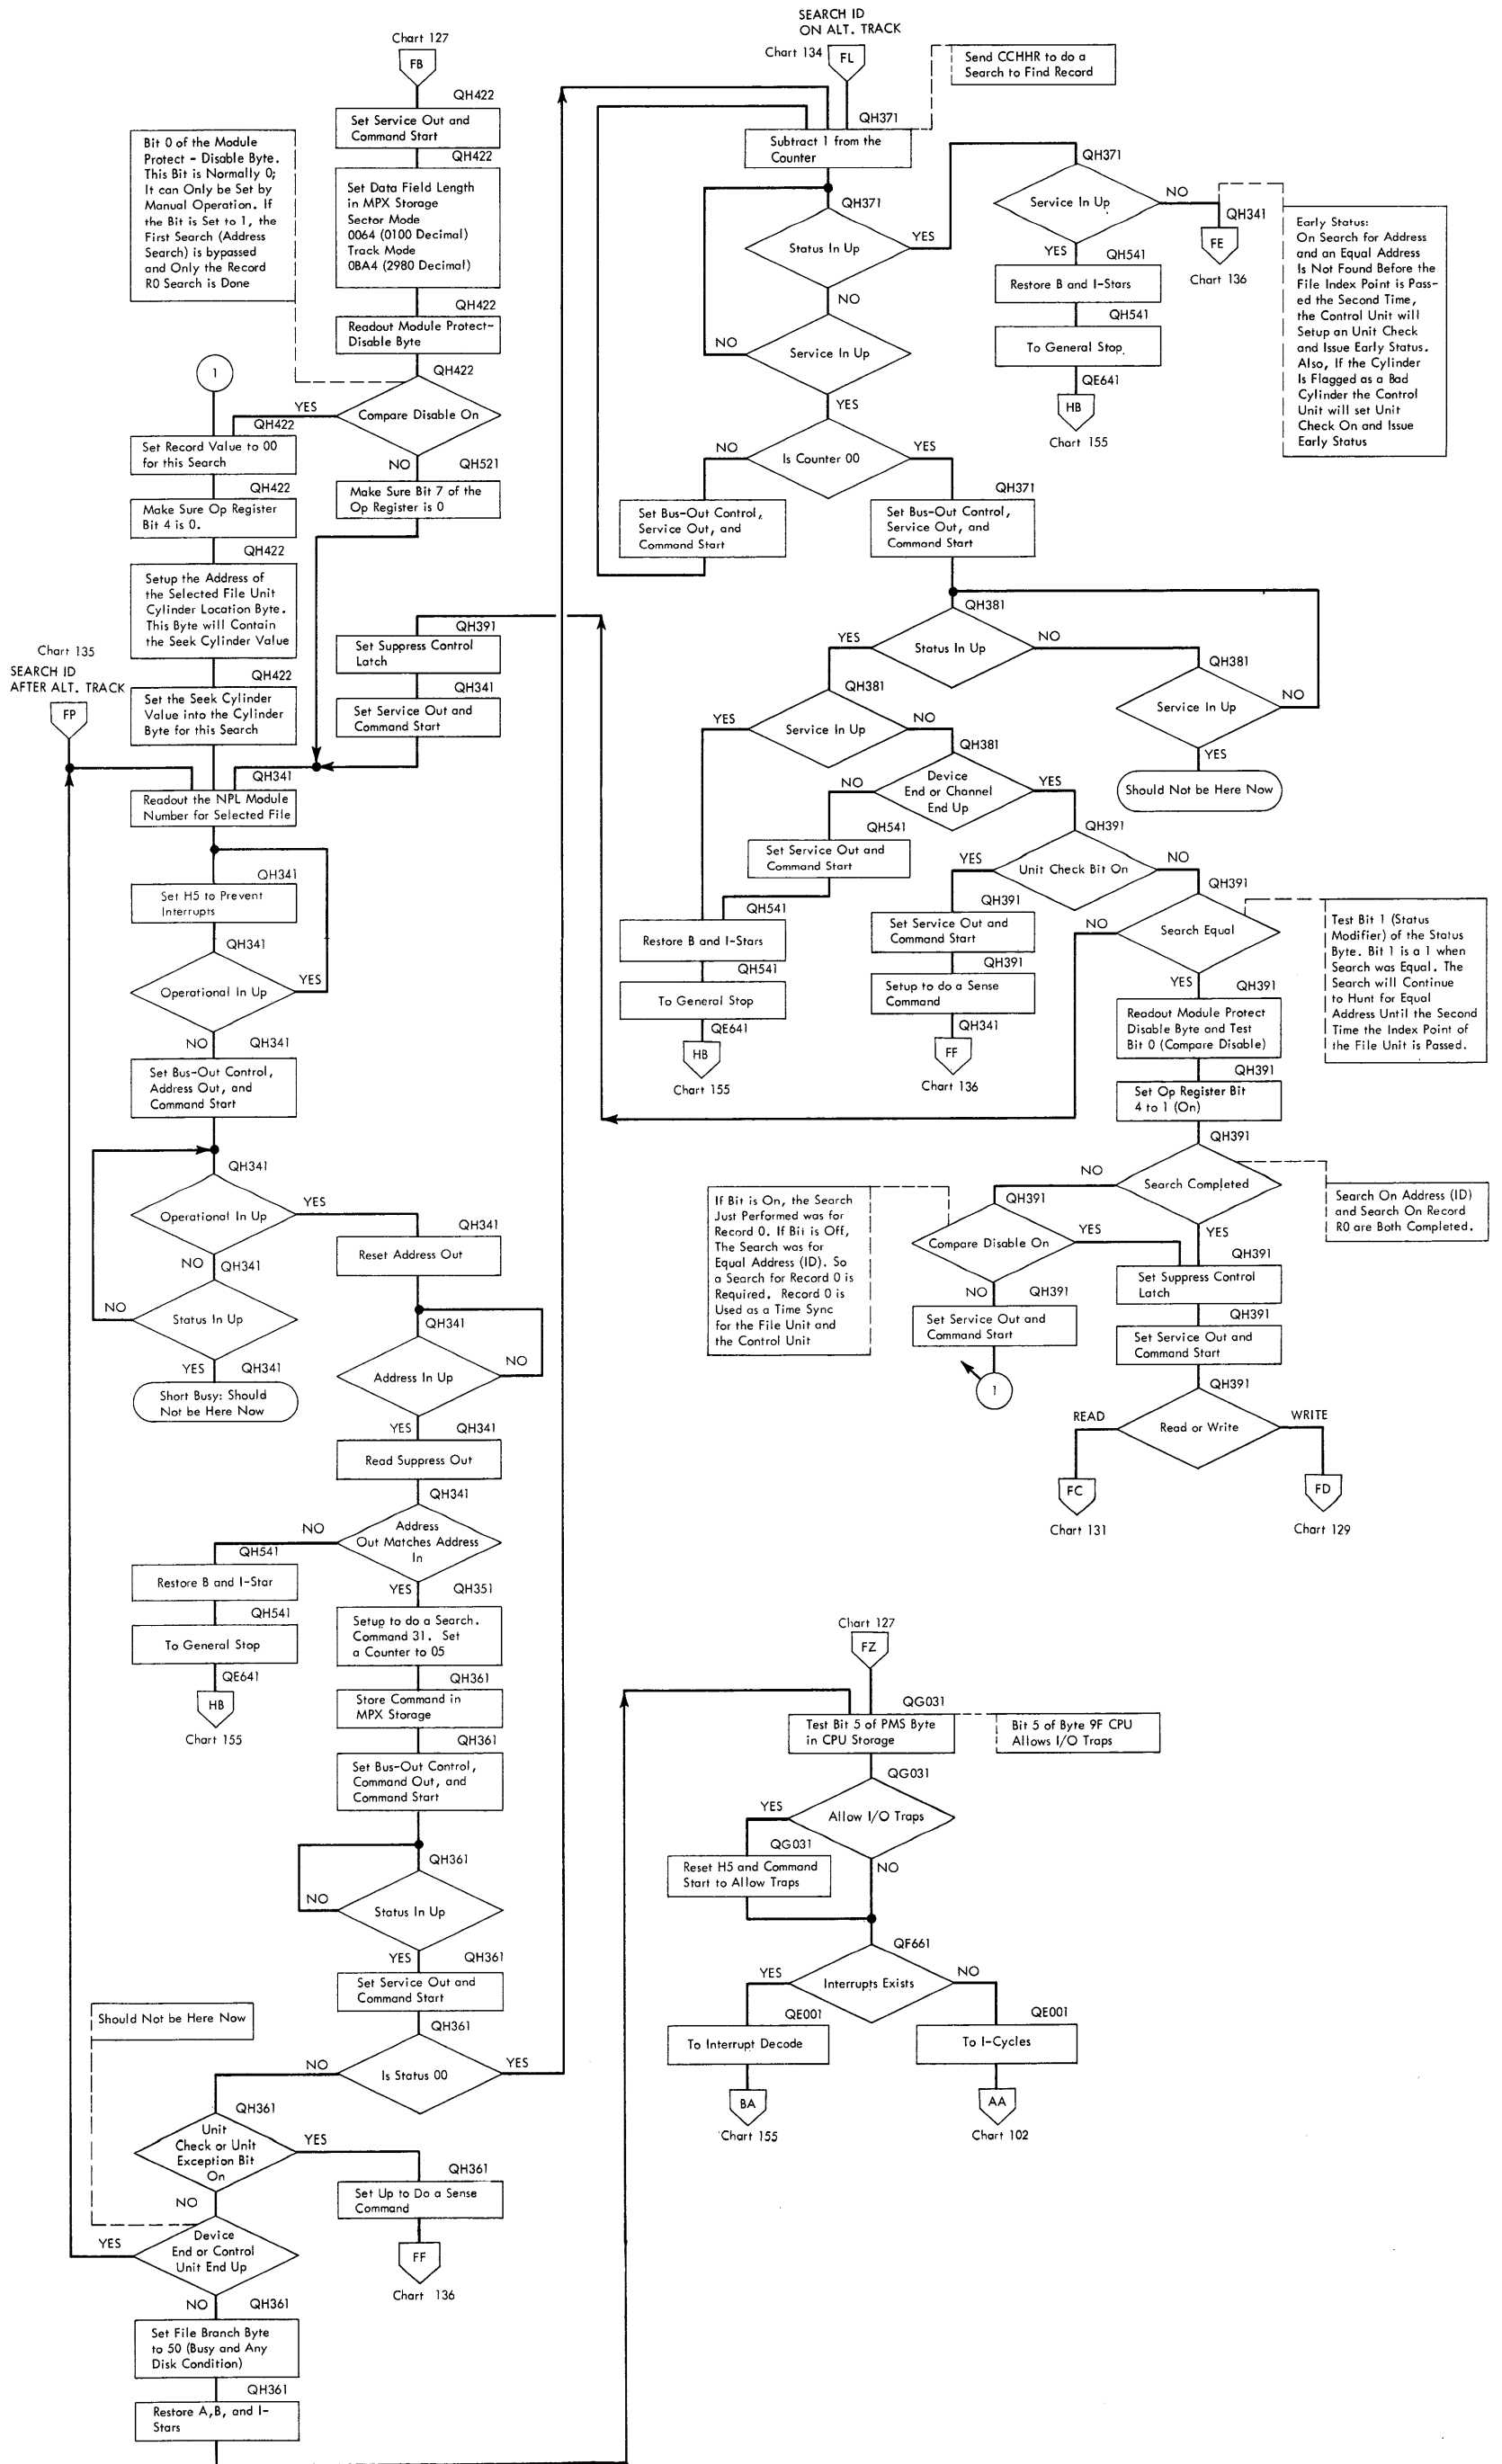 Chart 127
FB
QH422
Set Service Out and
Command Start
QH422
Set Data Field Length
in MPX Storage
Sector Mode
0064 (0100 Decimal)
Track Mode
0BA4 (2980 Decimal)
QH422
Readout Module Protect-
Disable Byte
QH422
Compare Disable On
YES
NO
QH521
Make Sure Bit 7 of the
Op Register is 0
Bit 0 of the Module
Protect - Disable Byte.
This Bit is Normally 0;
It can Only be Set by
Manual Operation. If
the Bit is Set to 1, the
First Search (Address
Search) is bypassed
and Only the Record
R0 Search is Done
1
QH422
Set Record Value to 00
for this Search
QH422
Make Sure Op Register
Bit 4 is 0.
QH422
Setup the Address of
the Selected File Unit
Cylinder Location Byte.
This Byte will Contain
the Seek Cylinder Value
QH422
Set the Seek Cylinder
Value into the Cylinder
Byte for this Search
Chart 135
SEARCH ID
AFTER ALT. TRACK
FP
QH391
Set Suppress Control
Latch
QH341
Set Service Out and
Command Start
QH341
Readout the NPL Module
Number for Selected File
QH341
Set H5 to Prevent
Interrupts
QH341
Operational In Up
YES
NO
QH341
Set Bus-Out Control,
Address Out, and
Command Start
QH341
Operational In Up
YES
NO
QH341
Status In Up
NO
YES
QH341
Short Busy: Should
Not be Here Now
QH341
Reset Address Out
QH341
Address In Up
NO
YES
QH341
Read Suppress Out
QH341
Address
Out Matches Address
In
NO
QH541
Restore B and I-Star
QH541
To General Stop
QE641
HB
Chart 155
YES
QH351
Setup to do a Search.
Command 31. Set
a Counter to 05
QH361
Store Command in
MPX Storage
QH361
Set Bus-Out Control,
Command Out, and
Command Start
QH361
Status In Up
NO
YES
QH361
Set Service Out and
Command Start
QH361
Is Status 00
NO
YES
Should Not be Here Now
QH361
Unit
Check or Unit
Exception Bit
On
YES
QH361
Set Up to Do a Sense
Command
FF
Chart 136
NO
Device
End or Control
Unit End Up
YES
NO
QH361
Set File Branch Byte
to 50 (Busy and Any
Disk Condition)
QH361
Restore A,B, and I-
Stars
SEARCH ID
ON ALT. TRACK
Chart 134
FL
Send CCHHR to do a
Search to Find Record
QH371
Subtract 1 from the
Counter
QH371
Status In Up
YES
NO
QH371
Service In Up
NO
QH341
FE
Chart 136
YES
QH541
Restore B and I-Stars
QH541
To General Stop
QE641
HB
Chart 155
Early Status:
On Search for Address
and an Equal Address
Is Not Found Before the
File Index Point is Pass-
ed the Second Time,
the Control Unit will
Setup an Unit Check
and Issue Early Status.
Also, If the Cylinder
Is Flagged as a Bad
Cylinder the Control
Unit will set Unit
Check On and Issue
Early Status
NO
Service In Up
YES
NO
Is Counter 00
YES
Set Bus-Out Control,
Service Out, and
Command Start
QH371
Set Bus-Out Control,
Service Out, and
Command Start
QH381
Status In Up
YES
NO
QH381
Service In Up
NO
YES
Should Not be Here Now
QH381
Service In Up
YES
NO
QH381
Device
End or Channel
End Up
NO
YES
QH541
Set Service Out and
Command Start
QH541
Restore B and I-Stars
QH541
To General Stop
QE641
HB
Chart 155
QH391
Unit Check Bit On
YES
NO
QH391
Set Service Out and
Command Start
QH391
Setup to do a Sense
Command
QH341
FF
Chart 136
QH391
Search Equal
NO
YES
Test Bit 1 (Status
Modifier) of the Status
Byte. Bit 1 is a 1 when
Search was Equal. The
Search will Continue
to Hunt for Equal
Address Until the Second
Time the Index Point of
the File Unit is Passed.
QH391
Readout Module Protect
Disable Byte and Test
Bit 0 (Compare Disable)
QH391
Set Op Register Bit
4 to 1 (On)
QH391
Search Completed
NO
YES
Search On Address (ID)
and Search On Record
R0 are Both Completed.
If Bit is On, the Search
Just Performed was for
Record 0. If Bit is Off,
The Search was for
Equal Address (ID). So
a Search for Record 0 is
Required. Record 0 is
Used as a Time Sync
for the File Unit and
the Control Unit
QH391
Compare Disable On
YES
NO
QH391
Set Service Out and
Command Start
1
QH391
Set Suppress Control
Latch
QH391
Set Service Out and
Command Start
QH391
Read or Write
READ
WRITE
FC
Chart 131
FD
Chart 129
Chart 127
FZ
QG031
Test Bit 5 of PMS Byte
in CPU Storage
Bit 5 of Byte 9F CPU
Allows I/O Traps
QG031
Allow I/O Traps
YES
NO
QG031
Reset H5 and Command
Start to Allow Traps
QF661
Interrupts Exists
YES
NO
QE001
To Interrupt Decode
BA
Chart 155
QE001
To I-Cycles
AA
Chart 102